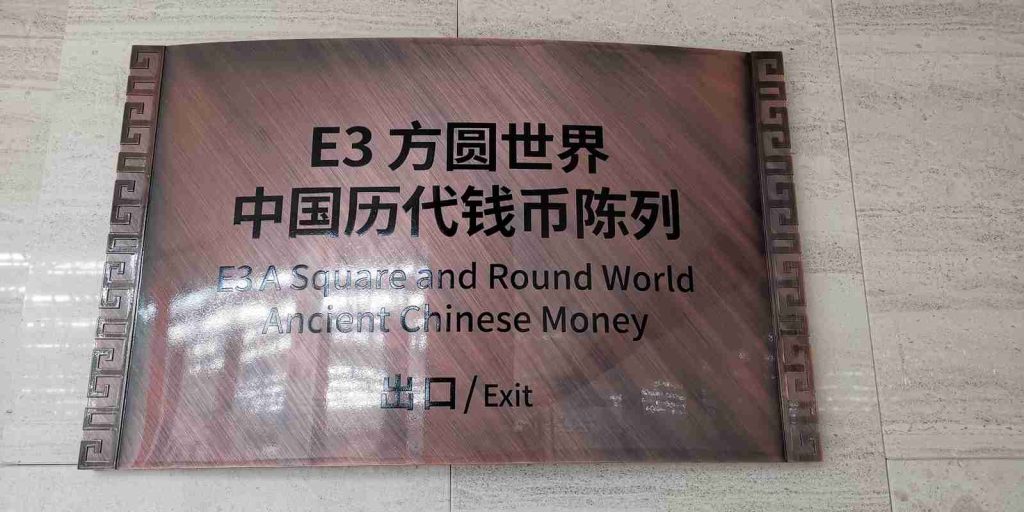 E3 方圆世界
中国历代钱币陈列
E3 A Square and Round World
Ancient Chinese Money
出口/Exit